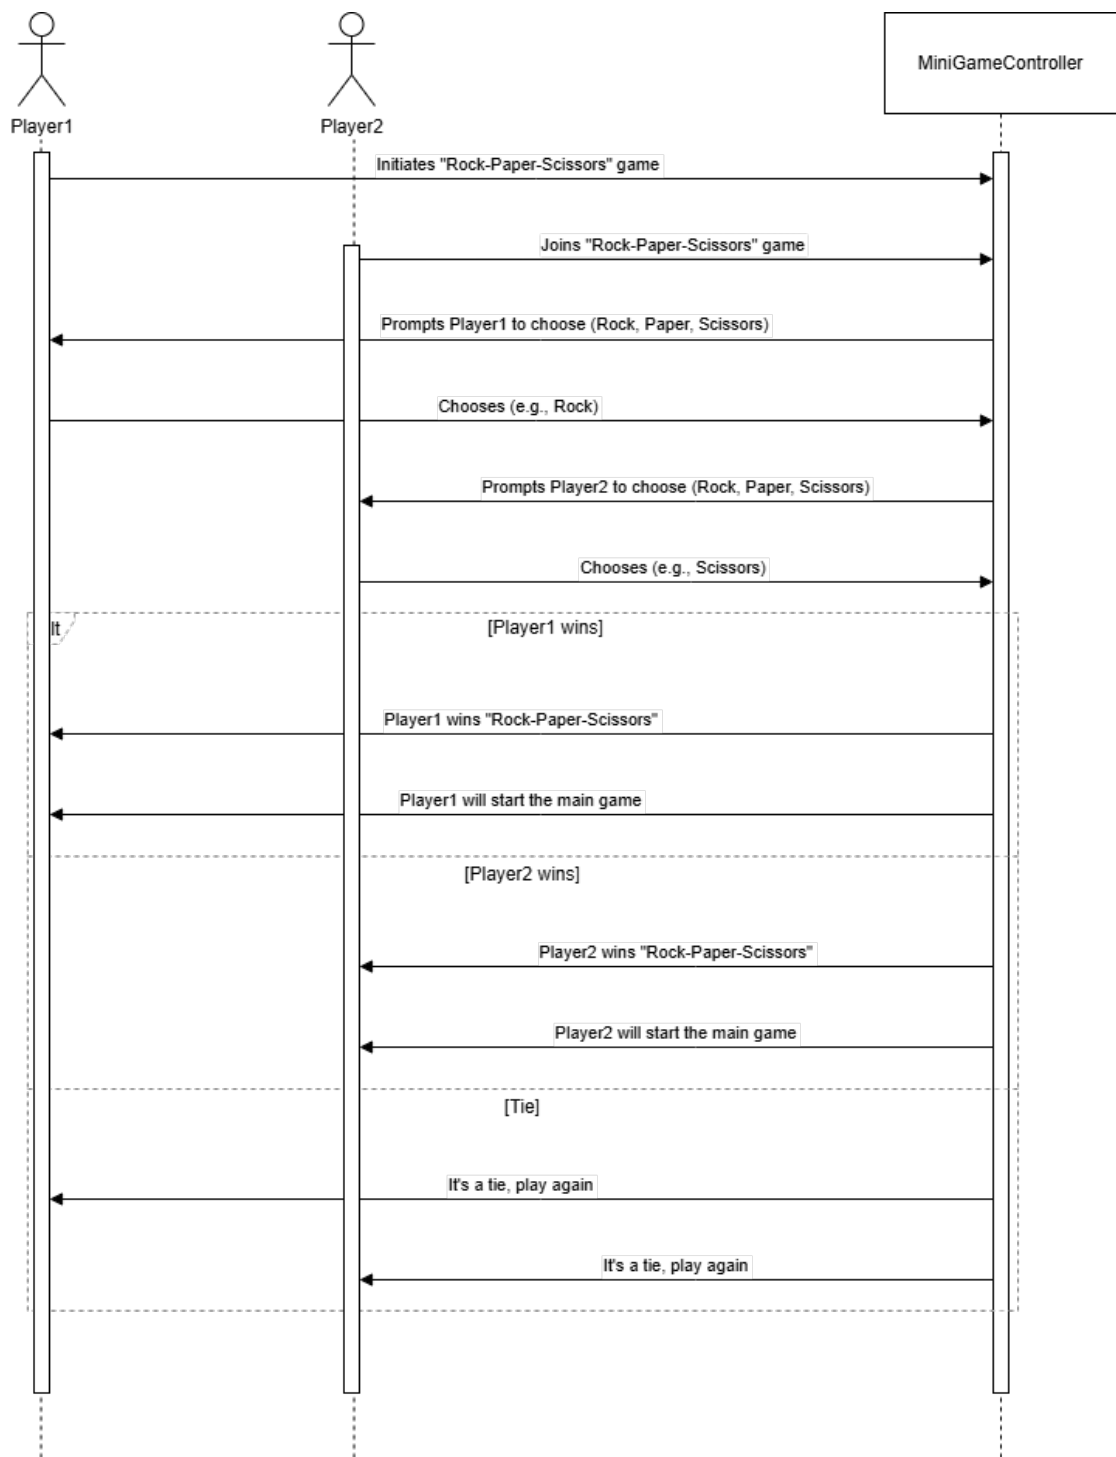 Player1
Player2
MiniGameController
Initiates "Rock-Paper-Scissors" game
Joins "Rock-Paper-Scissors" game
Prompts Player1 to choose (Rock, Paper, Scissors)
Chooses (e.g., Rock)
Prompts Player2 to choose (Rock, Paper, Scissors)
Chooses (e.g., Scissors)
lt
[Player1 wins]
Player1 wins "Rock-Paper-Scissors"
Player1 will start the main game
[Player2 wins]
Player2 wins "Rock-Paper-Scissors"
Player2 will start the main game
[Tie]
It's a tie, play again
It's a tie, play again